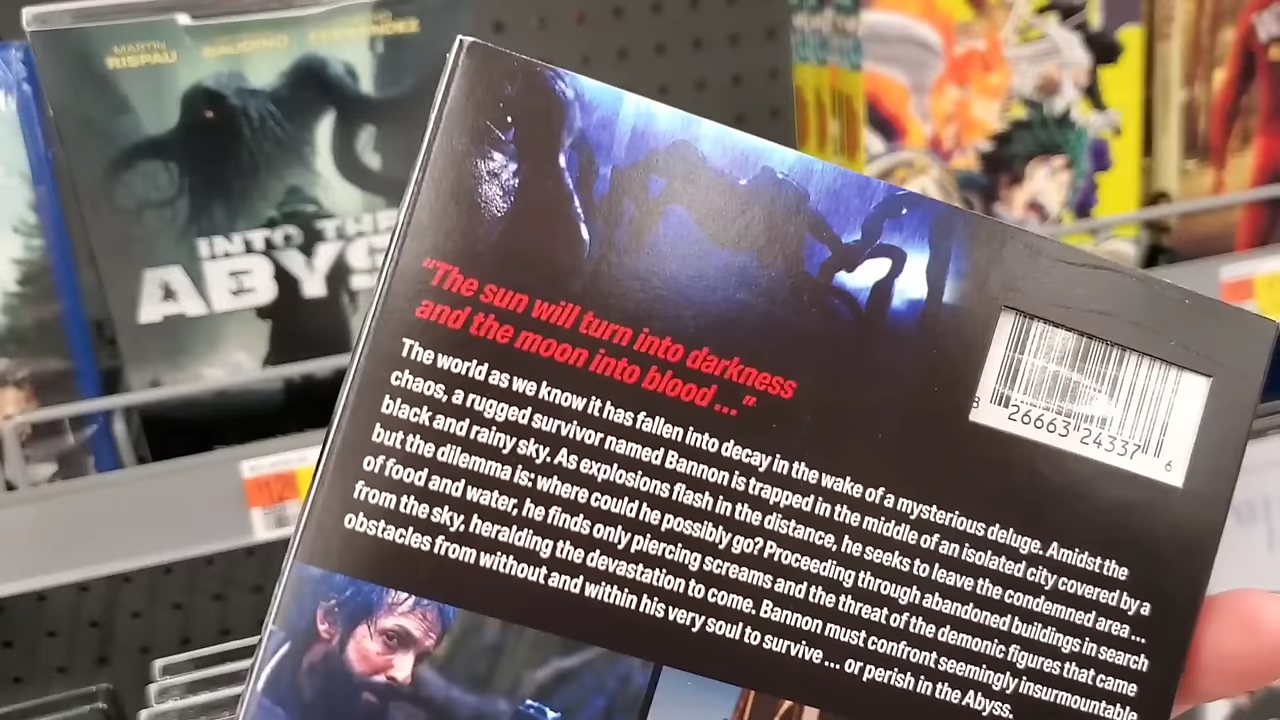 MARTIN
RISPAU
GAUDINO
FERNANDEZ
INTO THE
ABYS
"The sun will turn into darkness
and the moon into blood ..."
The world as we know it has fallen into decay in the wake of a mysterious deluge. Amidst the
chaos, a rugged survivor named Bannon is trapped in the middle of an isolated city covered by a
black and rainy sky. As explosions flash in the distance, he seeks to leave the condemned area ...
but the dilemma is: where could he possibly go? Proceeding through abandoned buildings in search
of food and water, he finds only piercing screams and the threat of the demonic figures that came
from the sky, heralding the devastation to come. Bannon must confront seemingly insurmountable
obstacles from without and within his very soul to survive ... or perish in the Abyss.
8 26663 24337 6